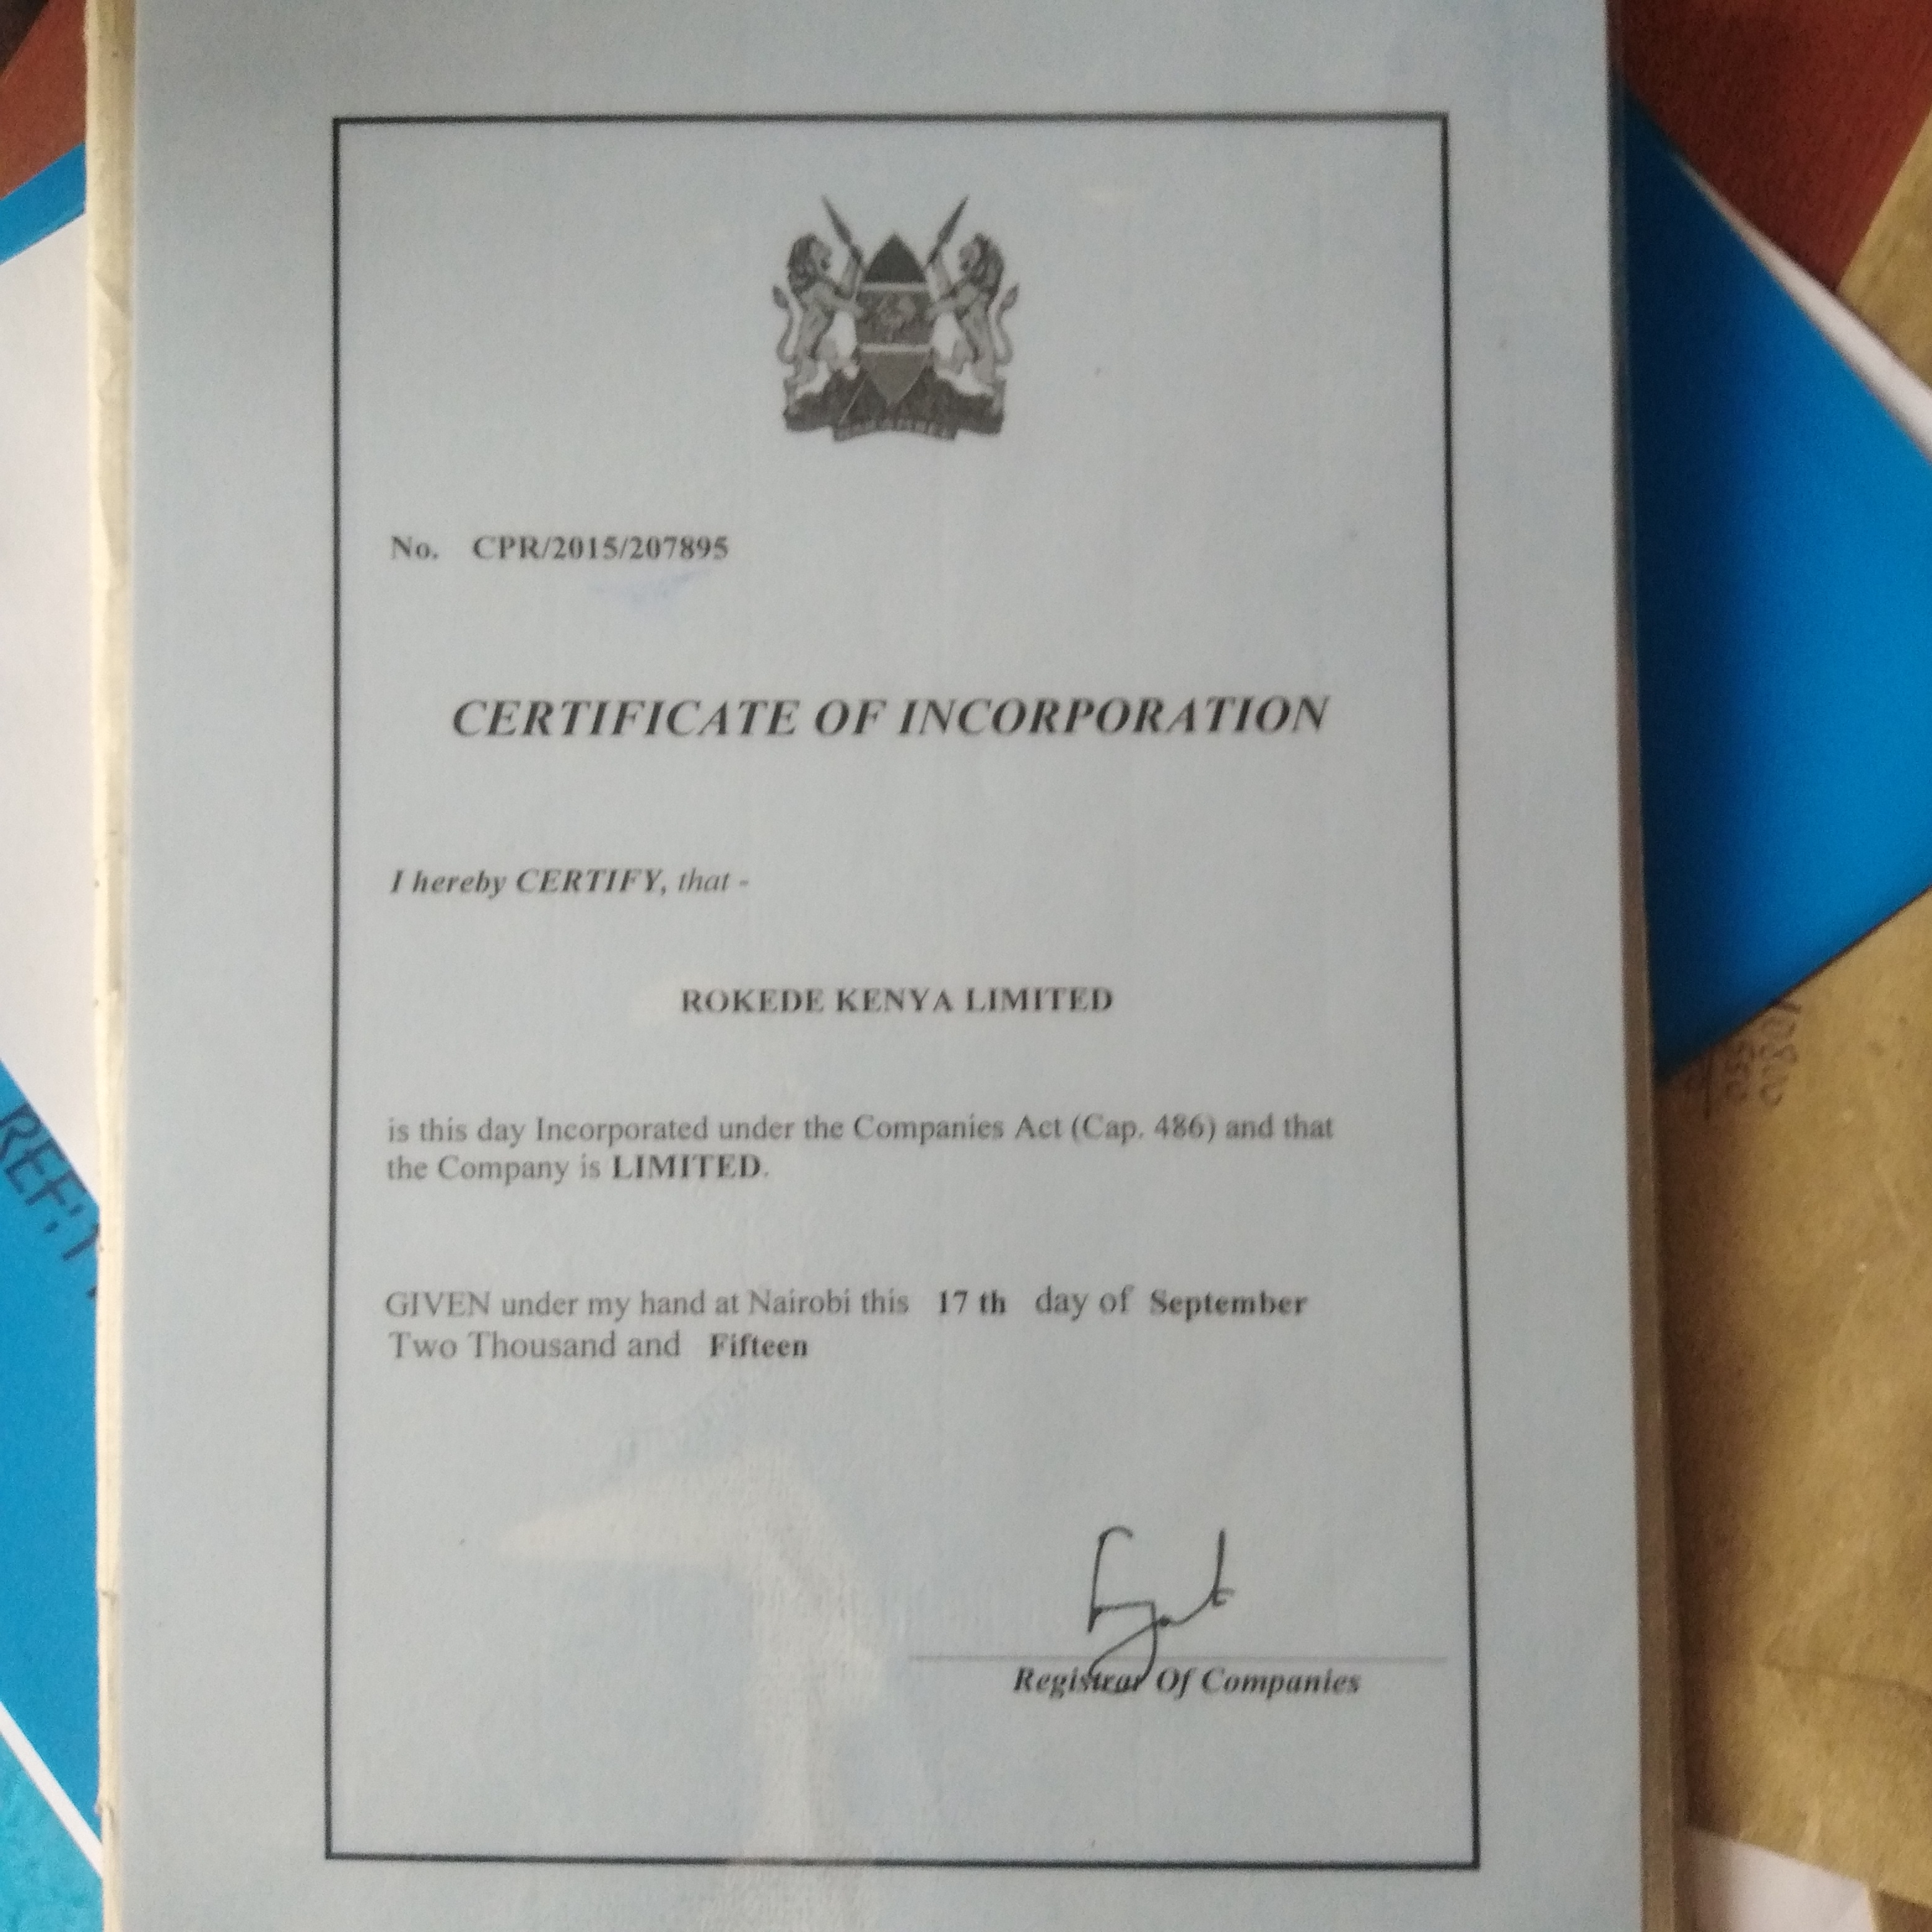 No. CPR/2015/207895
CERTIFICATE OF INCORPORATION
I hereby CERTIFY, that -
ROKEDE KENYA LIMITED
is this day Incorporated under the Companies Act (Cap. 486) and that
the Company is LIMITED.
GIVEN under my hand at Nairobi this 17 th day of September
Two Thousand and Fifteen
Registrar Of Companies
REF: